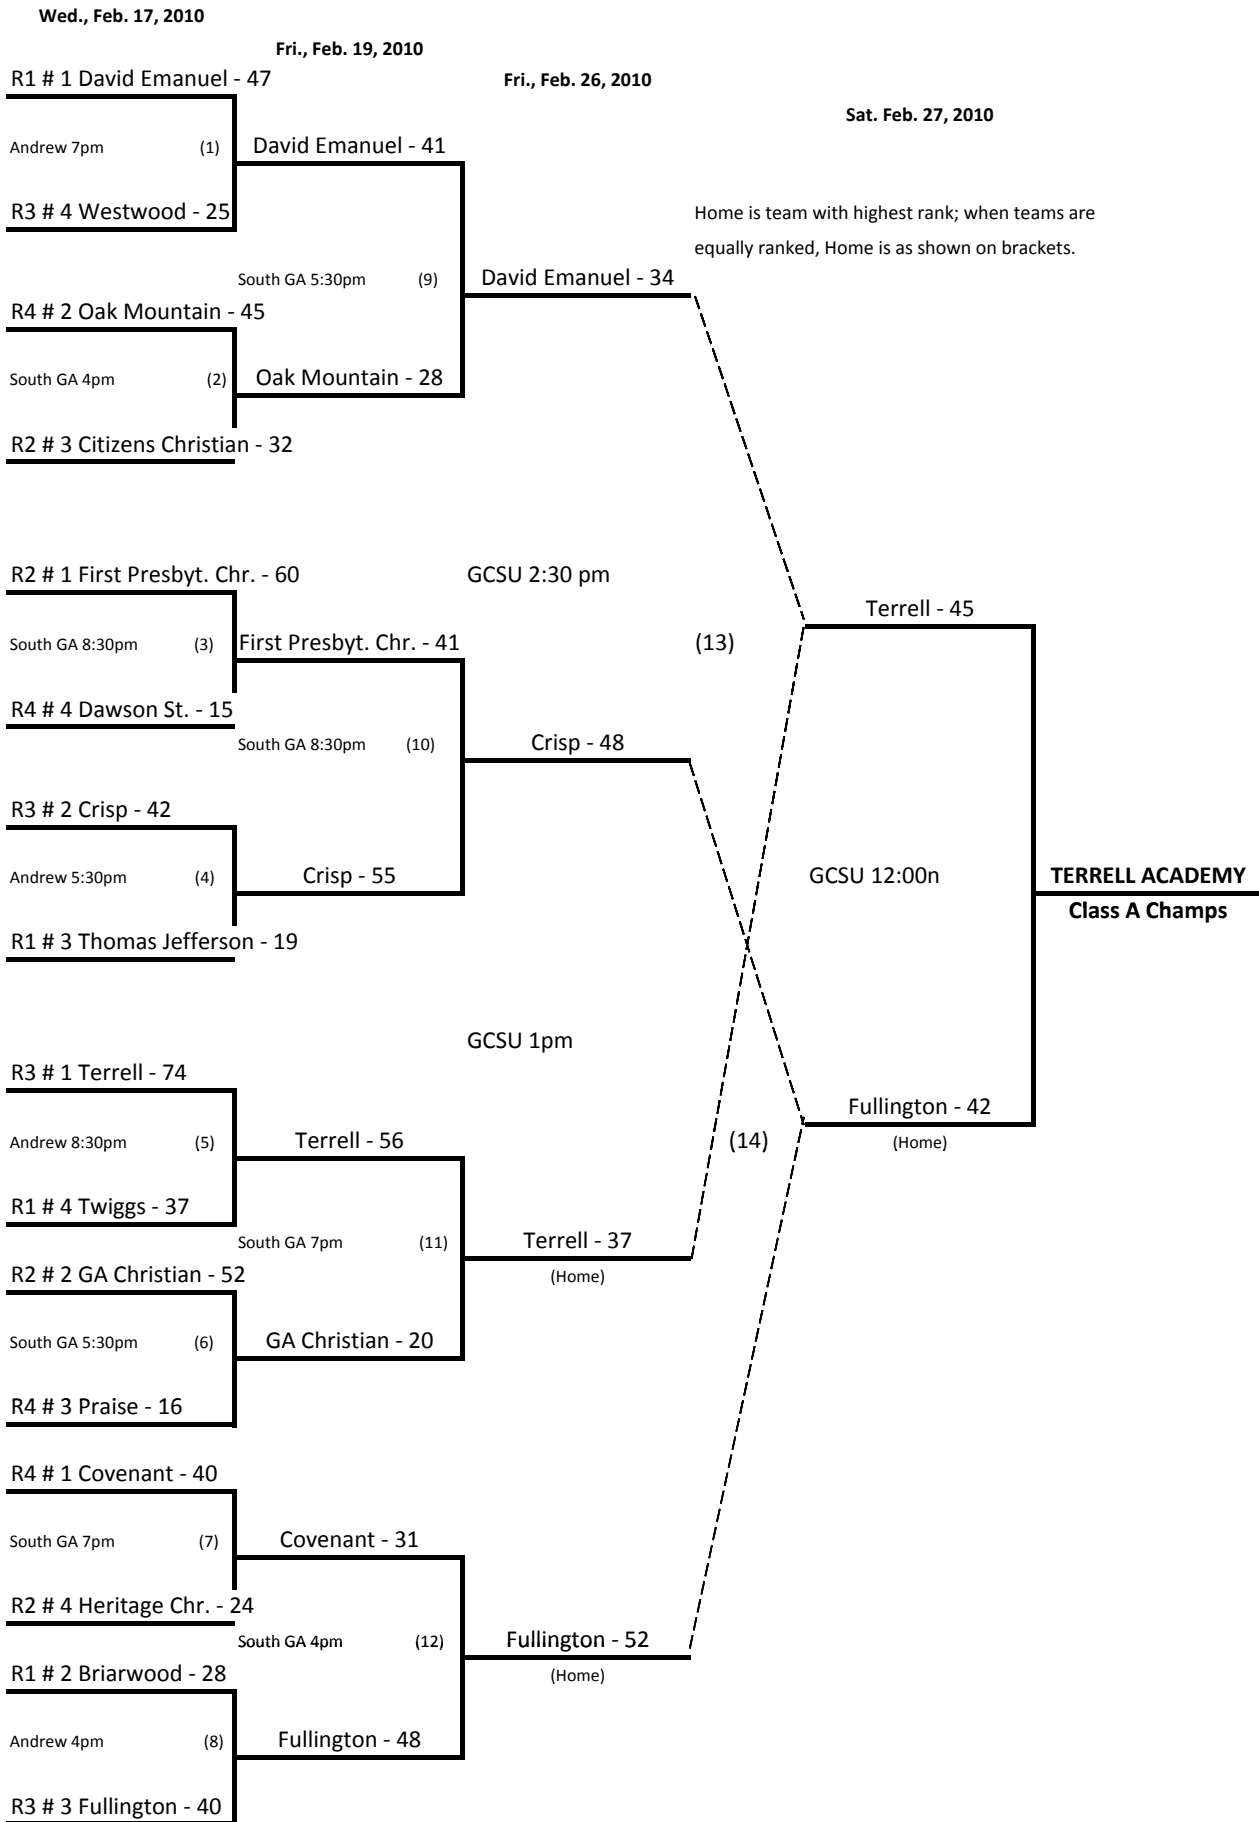 Wed., Feb. 17, 2010
Fri., Feb. 19, 2010
Fri., Feb. 26, 2010
Sat. Feb. 27, 2010
R1 # 1 David Emanuel - 47
Andrew 7pm (1)
David Emanuel - 41
R3 # 4 Westwood - 25
Home is team with highest rank; when teams are
equally ranked, Home is as shown on brackets.
South GA 5:30pm (9)
David Emanuel - 34
R4 # 2 Oak Mountain - 45
South GA 4pm (2)
Oak Mountain - 28
R2 # 3 Citizens Christian - 32
R2 # 1 First Presbyt. Chr. - 60
GCSU 2:30 pm
Terrell - 45
South GA 8:30pm (3)
First Presbyt. Chr. - 41
(13)
R4 # 4 Dawson St. - 15
South GA 8:30pm (10)
Crisp - 48
R3 # 2 Crisp - 42
Andrew 5:30pm (4)
Crisp - 55
GCSU 12:00n
TERRELL ACADEMY
Class A Champs
R1 # 3 Thomas Jefferson - 19
GCSU 1pm
R3 # 1 Terrell - 74
Fullington - 42
(Home)
Andrew 8:30pm (5)
Terrell - 56
(14)
R1 # 4 Twiggs - 37
South GA 7pm (11)
Terrell - 37
(Home)
R2 # 2 GA Christian - 52
South GA 5:30pm (6)
GA Christian - 20
R4 # 3 Praise - 16
R4 # 1 Covenant - 40
South GA 7pm (7)
Covenant - 31
R2 # 4 Heritage Chr. - 24
South GA 4pm (12)
Fullington - 52
(Home)
R1 # 2 Briarwood - 28
Andrew 4pm (8)
Fullington - 48
R3 # 3 Fullington - 40